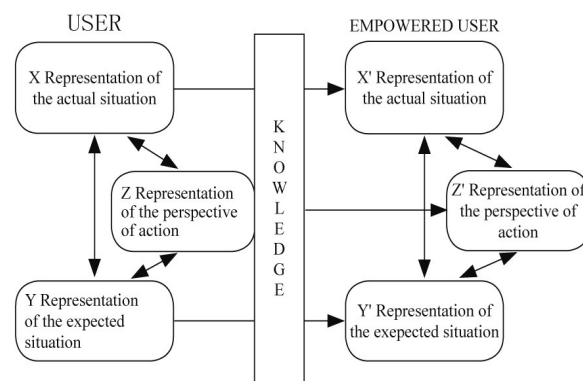 USER
EMPOWERED USER
X Representation of
the actual situation
X' Representation of
the actual situation
K
N
O
W
L
E
D
G
E
Z Representation
of the perspective
of action
Z' Representation of
the perspective of
action
Y Representation
of the expected
situation
Y' Representation of
the exepected situation